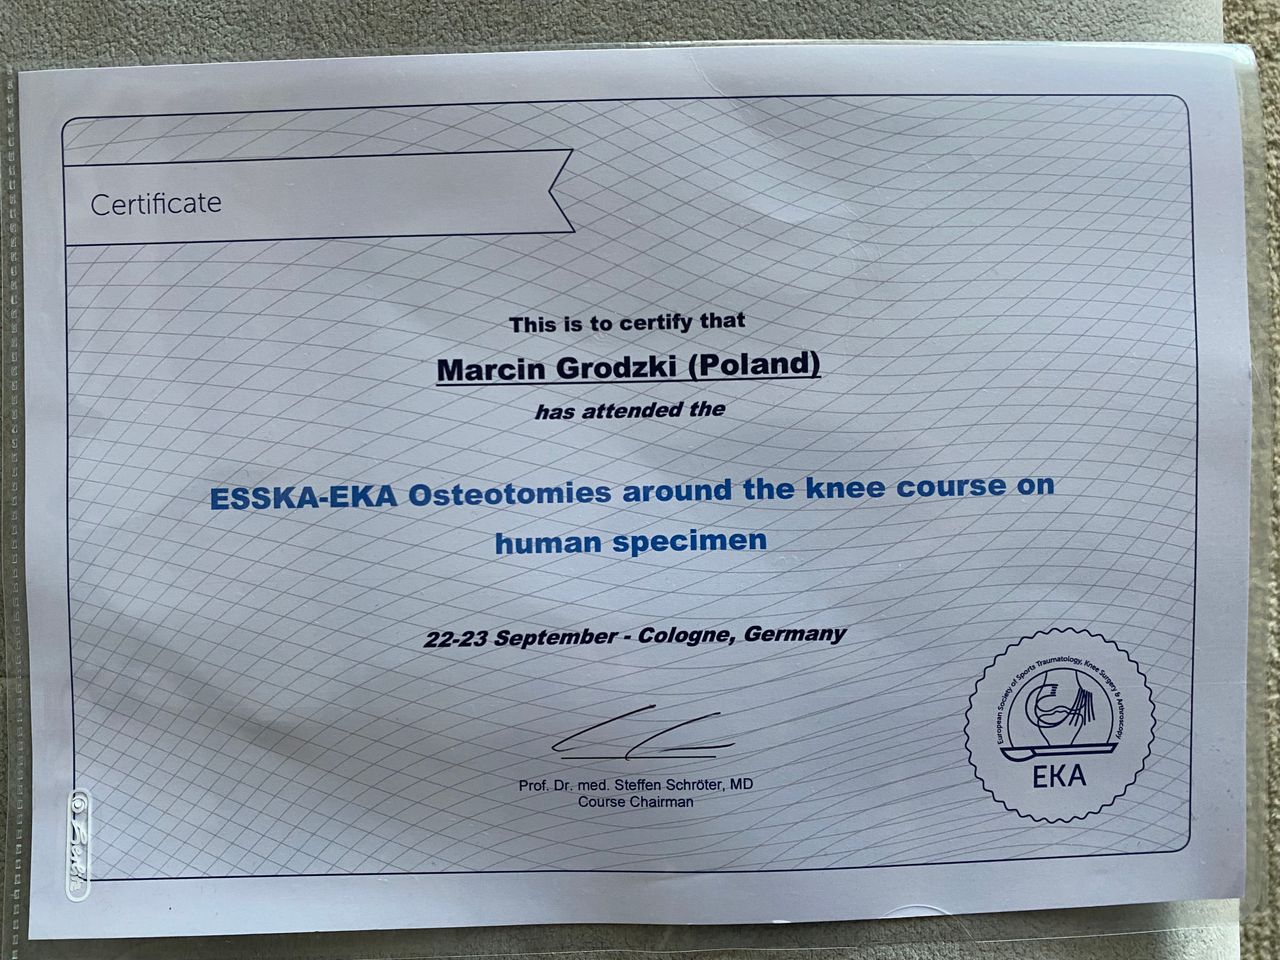 Certificate
This is to certify that
Marcin Grodzki (Poland)
has attended the
ESSKA-EKA Osteotomies around the knee course on
human specimen
22-23 September - Cologne, Germany
Prof. Dr. med. Steffen Schröter, MD
Course Chairman
European Society of Sports Traumatology, Knee Surgery & Arthroscopy
EKA
Herlitz